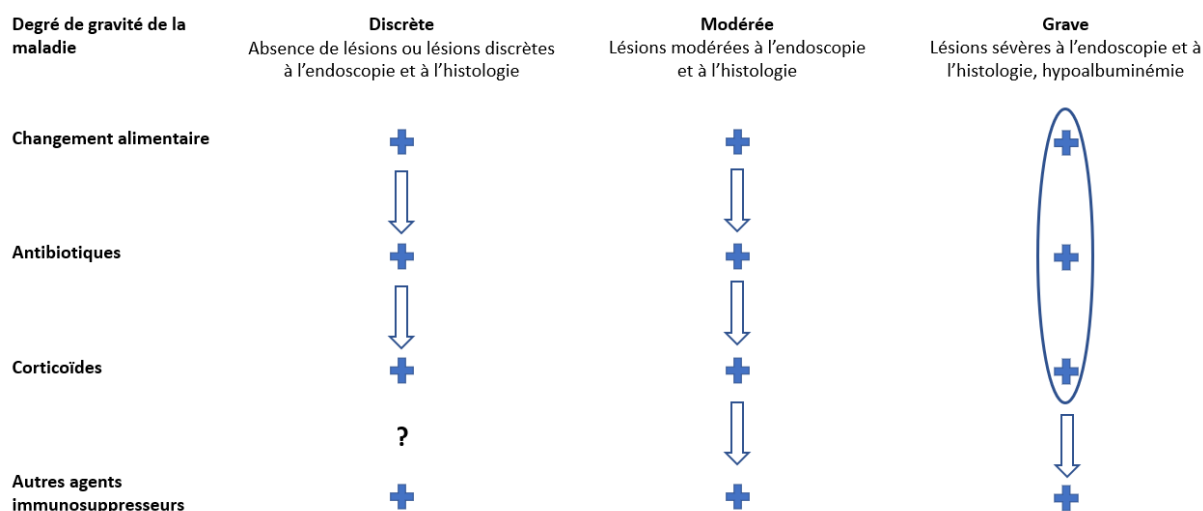 Degré de gravité de la
maladie
Discrète
Absence de lésions ou lésions discrètes
à l’endoscopie et à l’histologie
Modérée
Lésions modérées à l’endoscopie
et à l’histologie
Grave
Lésions sévères à l’endoscopie et à
l’histologie, hypoalbuminémie
Changement alimentaire
Antibiotiques
Corticoïdes
?
Autres agents
immunosuppresseurs